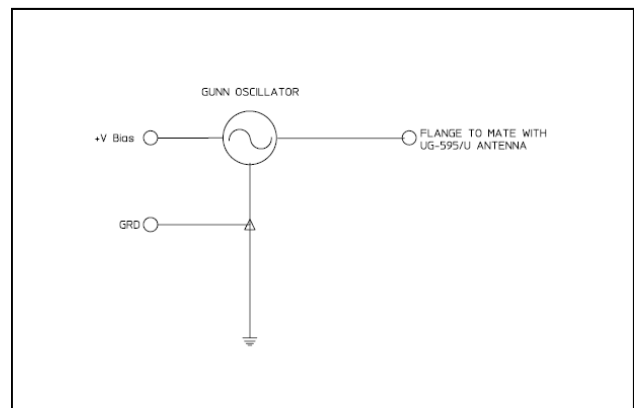 GUNN OSCILLATOR
+V Bias
FLANGE TO MATE WITH
UG-595/U ANTENNA
GRD